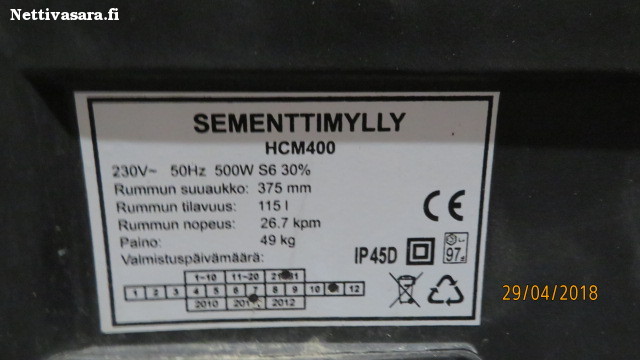 Nettivasara.fi
SEMENTTIMYLLY
HCM400
230V~ 50Hz 500W S6 30%
Rummun suuaukko: 375 mm
Rummun tilavuus: 115 l
Rummun nopeus: 26.7 kpm
Paino: 49 kg
Valmistuspäivämäärä:
CE
IP45D
97
1-10 11-20
1 2 3 4 5 6 7 8 9 10 12
2010 2012
29/04/2018